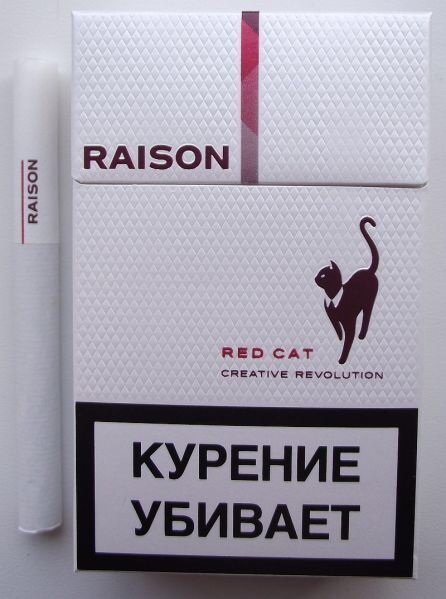 RAISON
RAISON
RED CAT
CREATIVE REVOLUTION
КУРЕНИЕ
УБИВАЕТ